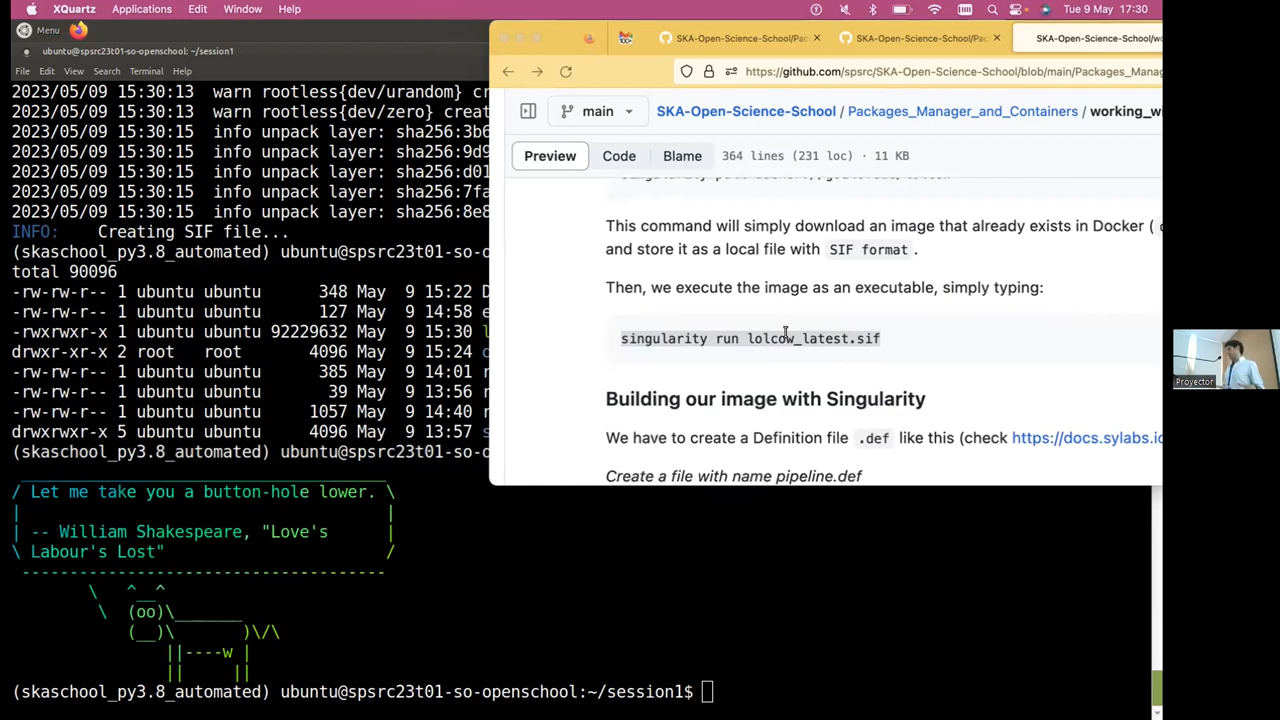 XQuartz Applications Edit Window Help Tue 9 May 17:30
Menu
ubuntu@spsrc23t01-so-openschool: ~/session1
File Edit View Search Terminal Help
2023/05/09 15:30:13 warn rootless{dev/urandom} cr
2023/05/09 15:30:13 warn rootless{dev/zero} creat
2023/05/09 15:30:15 info unpack layer: sha256:3b6
2023/05/09 15:30:15 info unpack layer: sha256:9d9
2023/05/09 15:30:15 info unpack layer: sha256:d01
2023/05/09 15:30:15 info unpack layer: sha256:7fa
2023/05/09 15:30:15 info unpack layer: sha256:8e8
INFO: Creating SIF file...
(skaschool_py3.8_automated) ubuntu@spsrc23t01-so-o
total 90096
-rw-rw-r-- 1 ubuntu ubuntu 348 May 9 15:22 D
-rw-rw-r-- 1 ubuntu ubuntu 127 May 9 14:58 e
-rwxrwxr-x 1 ubuntu ubuntu 92229632 May 9 15:30 l
drwxrwxr-x 2 root root 4096 May 9 15:24
-rw-rw-r-- 1 ubuntu ubuntu 385 May 9 14:01 r
-rw-rw-r-- 1 ubuntu ubuntu 39 May 9 13:56 r
-rw-rw-r-- 1 ubuntu ubuntu 1057 May 9 14:40 r
drwxrwxr-x 5 ubuntu ubuntu 4096 May 9 13:57 s
(skaschool_py3.8_automated) ubuntu@spsrc23t01-so-o
/ Let me take you a button-hole lower. \
| |
| -- William Shakespeare, "Love's |
\ Labour's Lost" /
----------------------------------------
\ ^__^
\ (oo)\_______
(__)\ )\/\
||----w |
|| ||
(skaschool_py3.8_automated) ubuntu@spsrc23t01-so-openschool:~/session1$
SKA-Open-Science-School/Pac
SKA-Open-Science-School/Pac
SKA-Open-Science-School/wo
https://github.com/spsrc/SKA-Open-Science-School/blob/main/Packages_Manag
main SKA-Open-Science-School / Packages_Manager_and_Containers / working_wi
Preview Code Blame 364 lines (231 loc) · 11 KB
This command will simply download an image that already exists in Docker (
and store it as a local file with SIF format .
Then, we execute the image as an executable, simply typing:
singularity run lolcow_latest.sif
Building our image with Singularity
We have to create a Definition file .def like this (check https://docs.sylabs.io
Create a file with name pipeline.def
Proyector